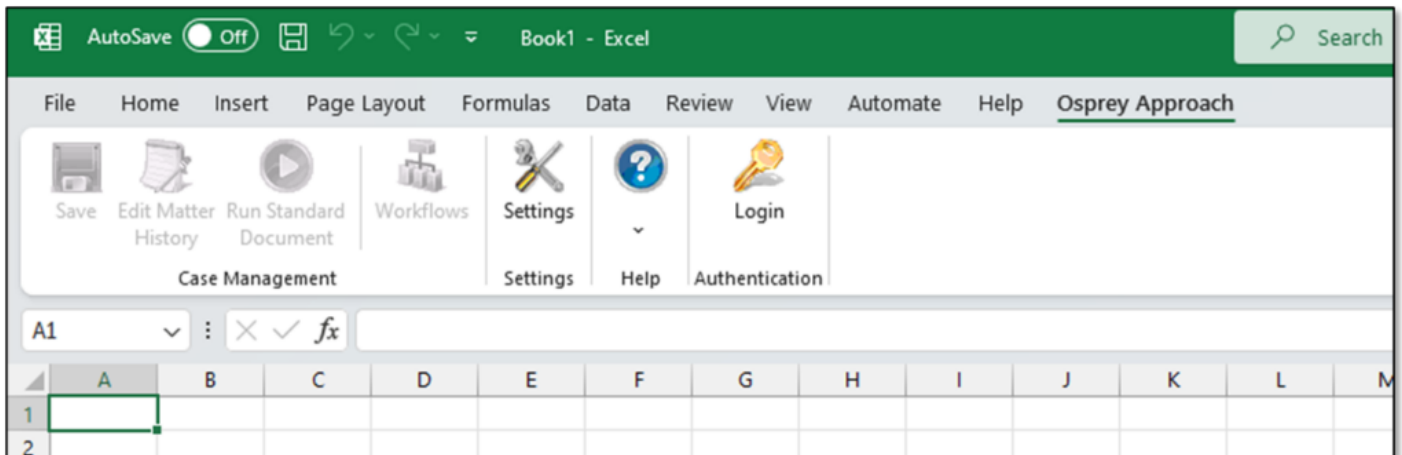 AutoSave Off Book1 - Excel Search
File Home Insert Page Layout Formulas Data Review View Automate Help Osprey Approach
Save Edit Matter History Run Standard Document Workflows Settings Login
Case Management Settings Help Authentication
A1 fx
A B C D E F G H I J K L M
1
2